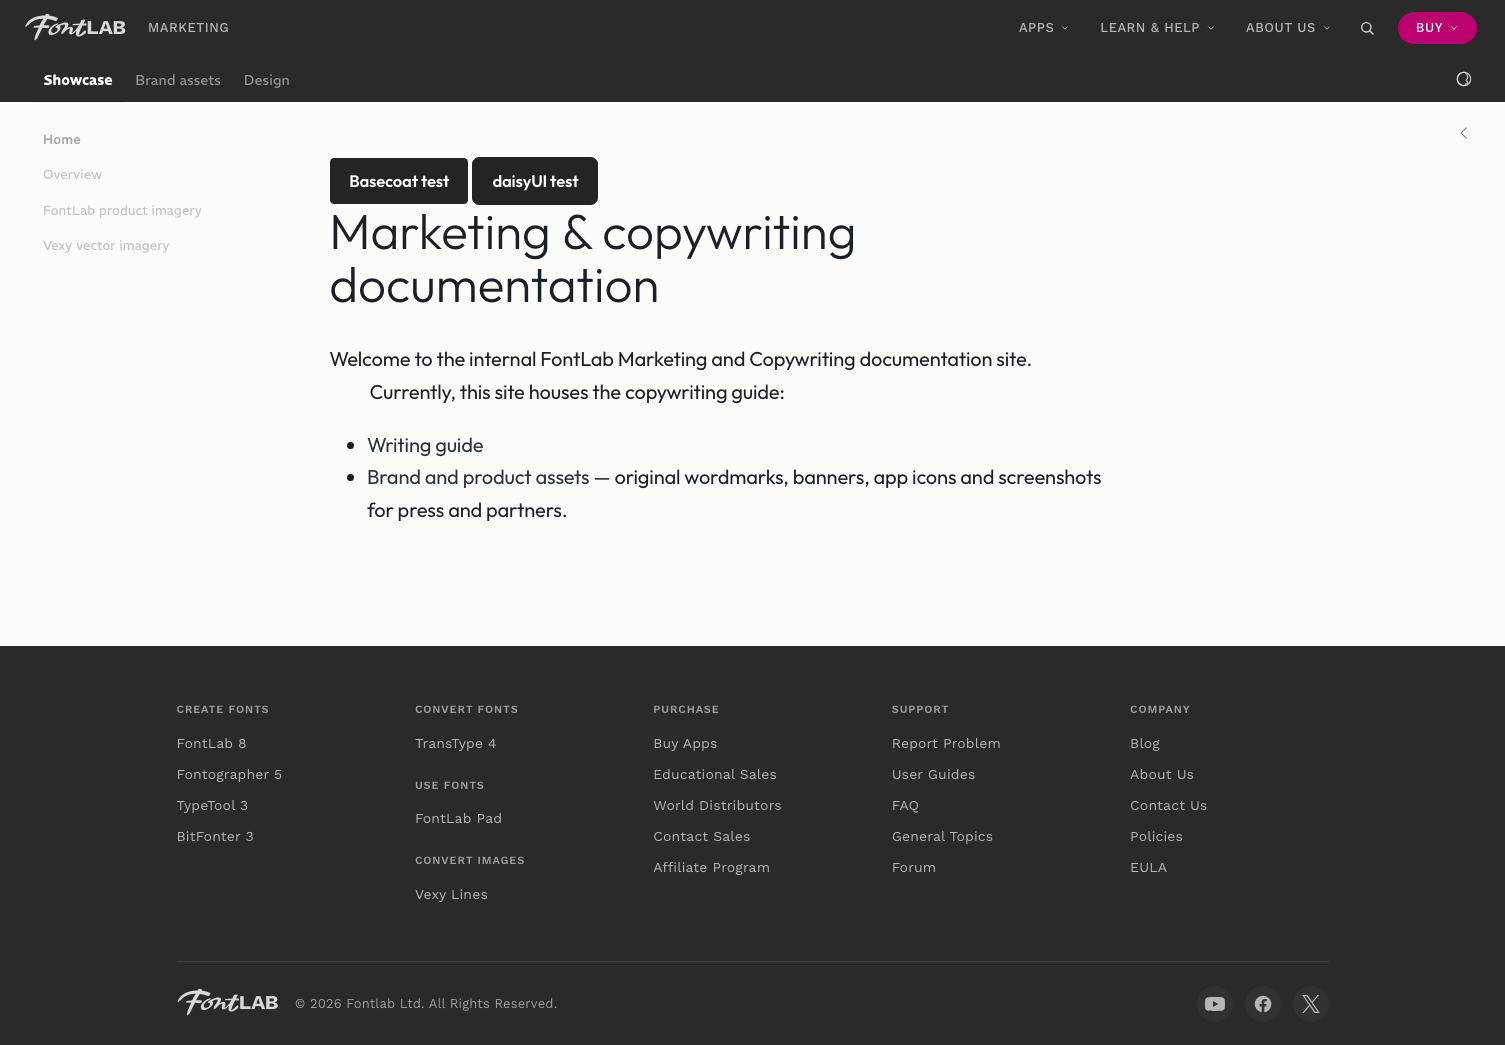 FontLAB MARKETING APPS LEARN & HELP ABOUT US BUY
Showcase Brand assets Design
Home
Overview
FontLab product imagery
Vexy vector imagery
Basecoat test daisyUI test
Marketing & copywriting
documentation
Welcome to the internal FontLab Marketing and Copywriting documentation site.
Currently, this site houses the copywriting guide:
• Writing guide
• Brand and product assets — original wordmarks, banners, app icons and screenshots
for press and partners.
CREATE FONTS
FontLab 8
Fontographer 5
TypeTool 3
BitFonter 3
CONVERT FONTS
TransType 4
USE FONTS
FontLab Pad
CONVERT IMAGES
Vexy Lines
PURCHASE
Buy Apps
Educational Sales
World Distributors
Contact Sales
Affiliate Program
SUPPORT
Report Problem
User Guides
FAQ
General Topics
Forum
COMPANY
Blog
About Us
Contact Us
Policies
EULA
FontLAB © 2026 Fontlab Ltd. All Rights Reserved.